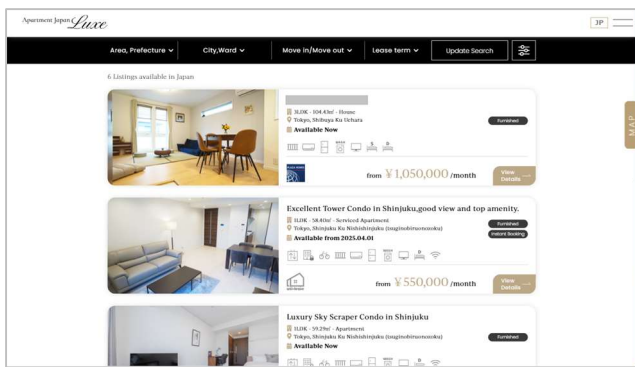 Apartment Japan Luxe
JP
Area, Prefecture
City,Ward
Move in/Move out
Lease term
Update Search
6 Listings available in Japan
MAP
3LDK - 104.43㎡ - House
Tokyo, Shibuya Ku Uehara
Available Now
Furnished
from ¥1,050,000 /month
View Details
Excellent Tower Condo in Shinjuku,good view and top amenity.
1LDK - 58.80㎡ - Serviced Apartment
Tokyo, Shinjuku Ku Nishishinjuku (tsuginobirunonozoku)
Available from 2025.04.01
Furnished
Instant Booking
from ¥550,000 /month
View Details
Luxury Sky Scraper Condo in Shinjuku
1LDK - 59.29㎡ - Apartment
Tokyo, Shinjuku Ku Nishishinjuku (tsuginobirunonozoku)
Available Now
Furnished